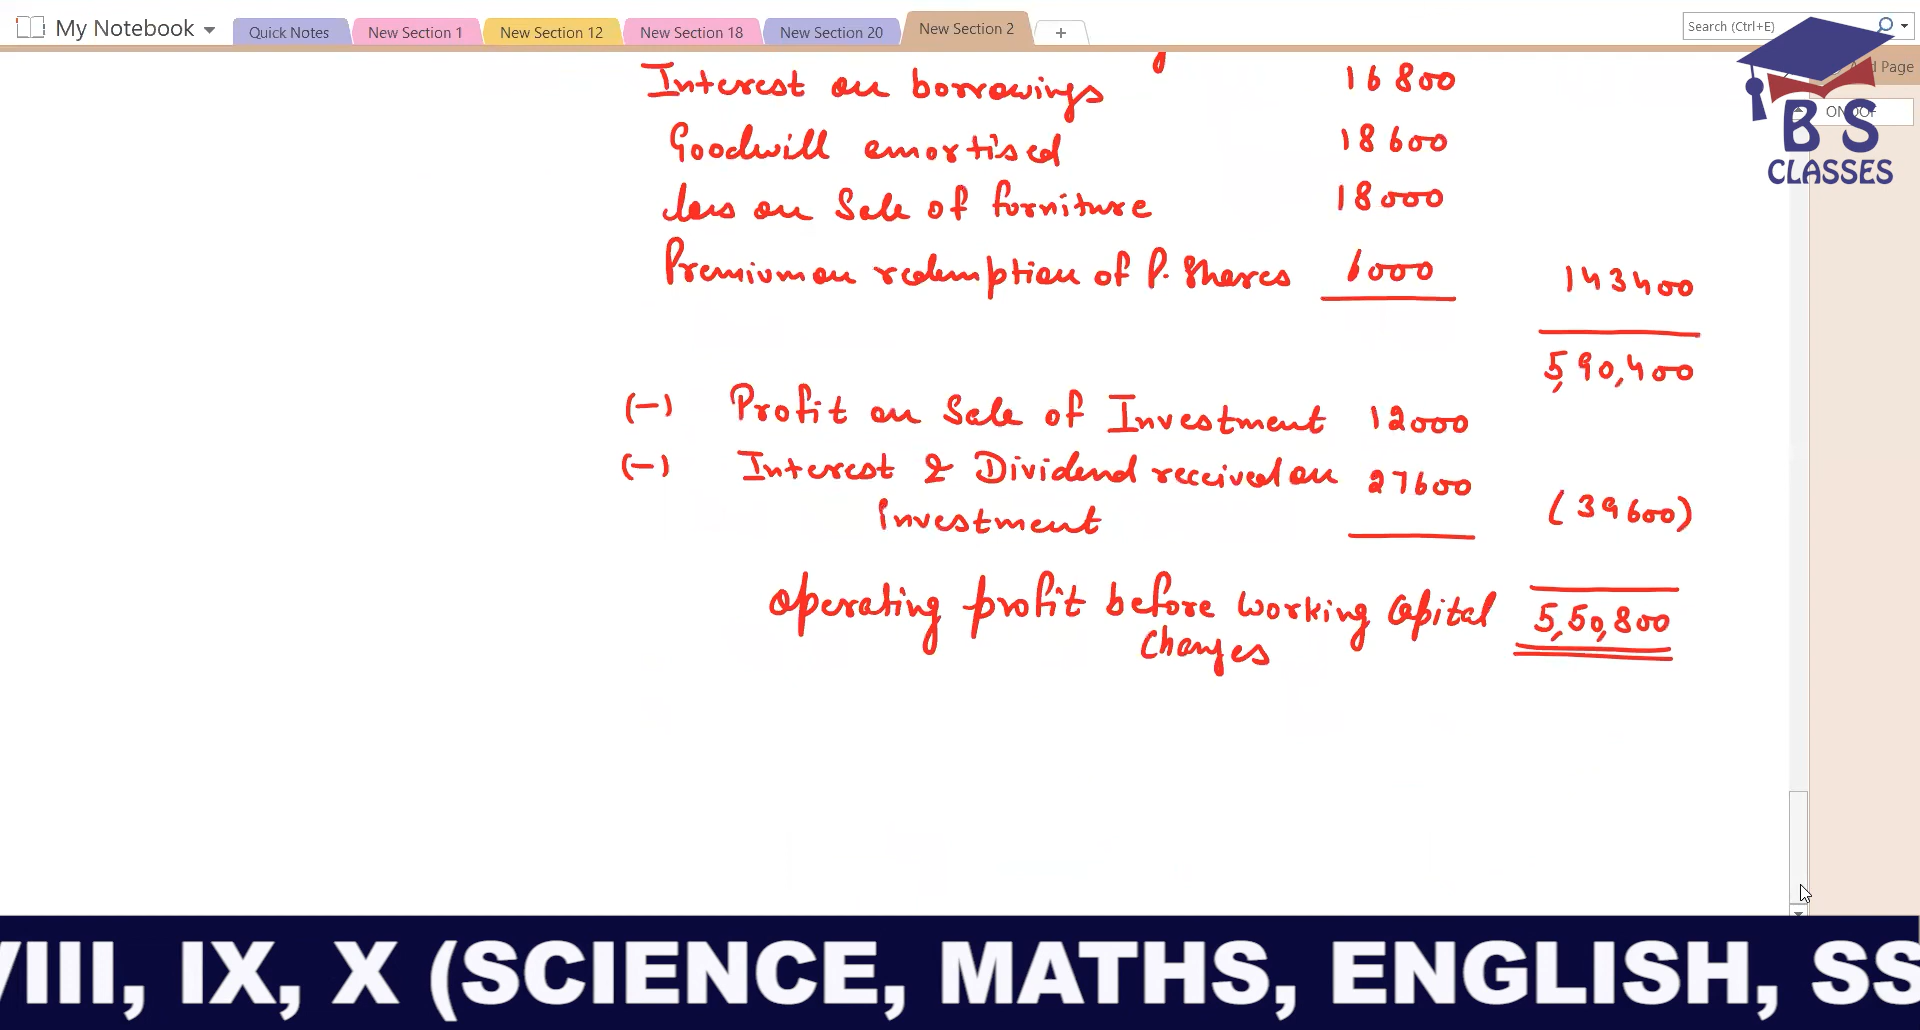 My Notebook
Quick Notes
New Section 1
New Section 12
New Section 18
New Section 20
New Section 2
+
Search (Ctrl+E)
Page
B S
CLASSES
Interest on borrowings 16800
Goodwill amortised 18600
Loss on Sale of furniture 18000
Premium on redemption of P. Shares 6000 143400
5,90,400
(-) Profit on Sale of Investment 12000
(-) Interest & Dividend received on 27600
Investment (39600)
Operating profit before working Capital 5,50,800
Changes
VIII, IX, X (SCIENCE, MATHS, ENGLISH, SS